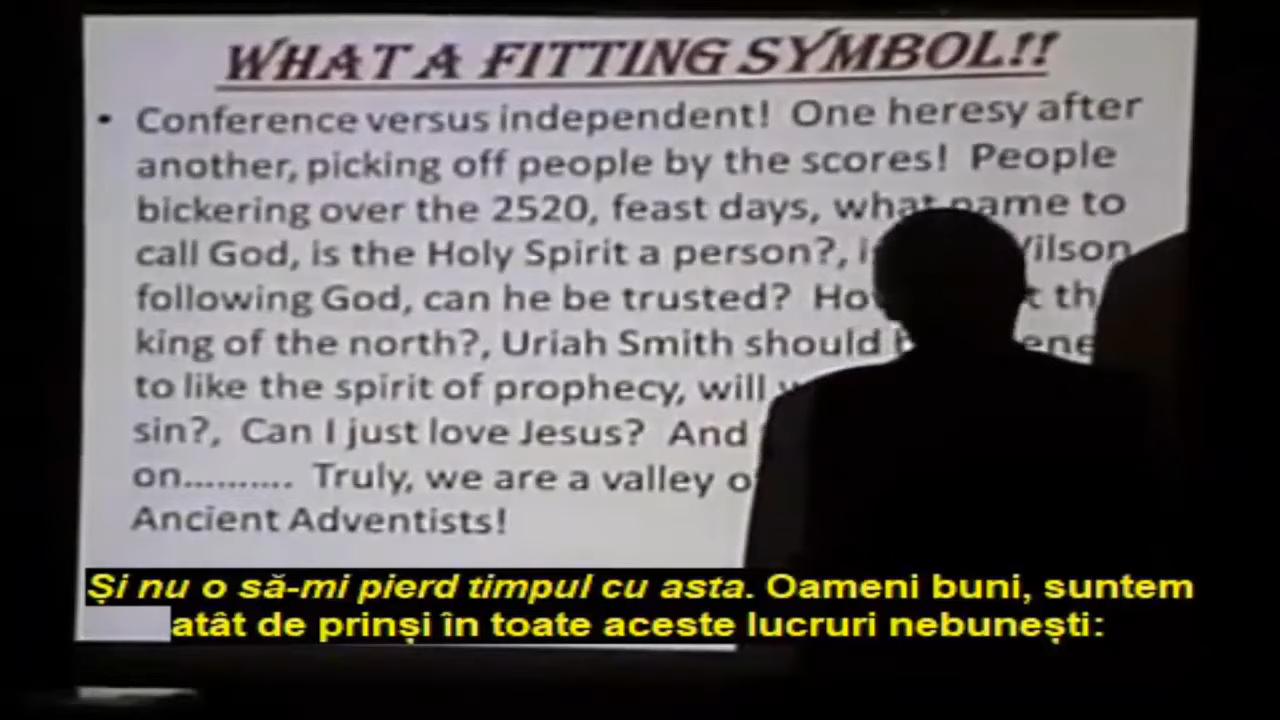 WHAT A FITTING SYMBOL!!
• Conference versus independent! One heresy after
another, picking off people by the scores! People
bickering over the 2520, feast days, what name to
call God, is the Holy Spirit a person?,
following God, can he be trusted?
king of the north?, Uriah Smith should
to like the spirit of prophecy, will
sin?, Can I just love Jesus? And
on.......... Truly, we are a valley
Ancient Adventists!
Și nu o să-mi pierd timpul cu asta. Oameni buni, suntem
atât de prinși în toate aceste lucruri nebunești: